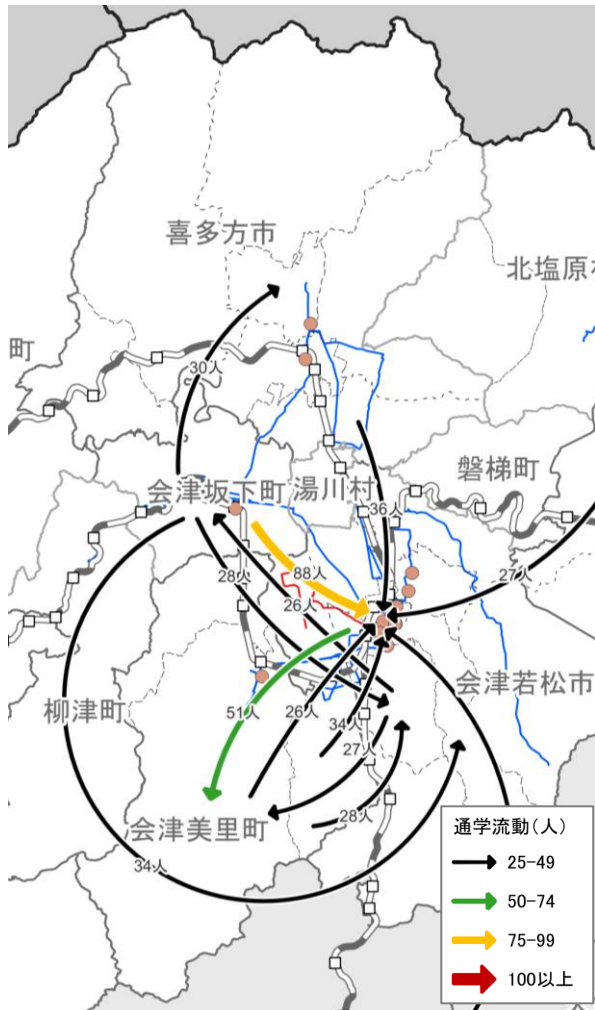 喜多方市
北塩原村
町
30人
磐梯町
会津坂下町
湯川村
36人
27人
88人
28人
26人
会津若松市
柳津町
51人
26人
34人
27人
28人
会津美里町
34人
通学流動(人)
25-49
50-74
75-99
100以上